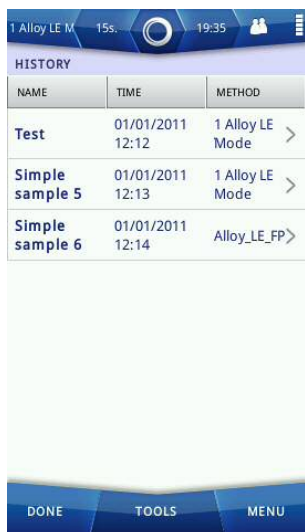 1 Alloy LE M 15s. 19:35
HISTORY
NAME TIME METHOD
Test 01/01/2011 12:12 1 Alloy LE Mode
Simple sample 5 01/01/2011 12:13 1 Alloy LE Mode
Simple sample 6 01/01/2011 12:14 Alloy_LE_FP
DONE TOOLS MENU